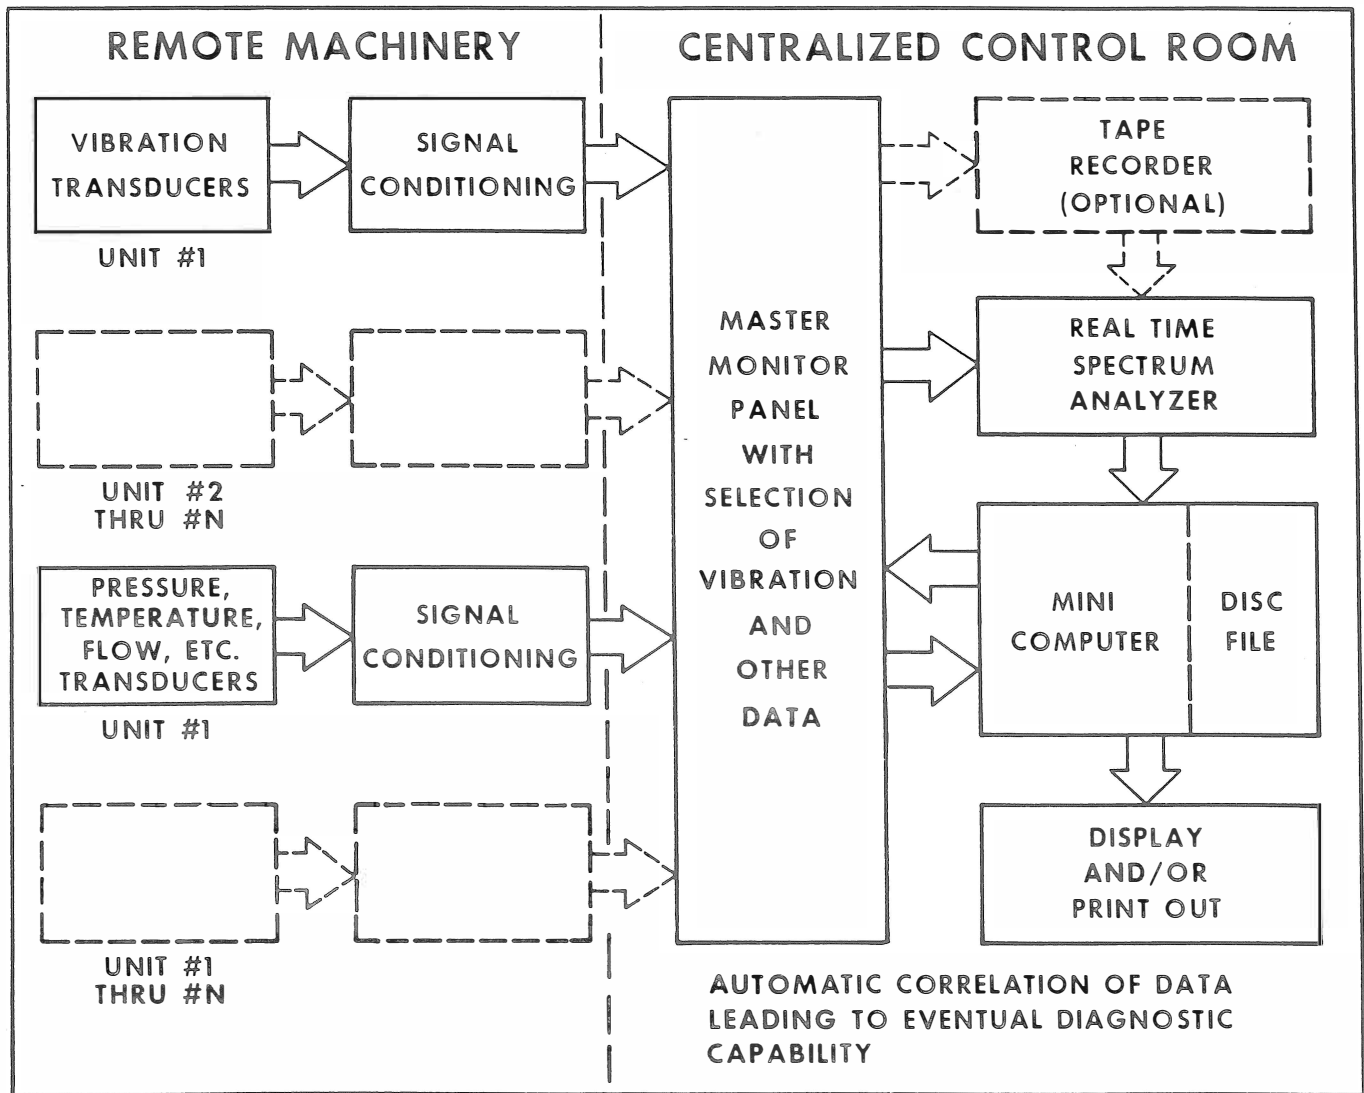 REMOTE MACHINERY
VIBRATION
TRANSDUCERS
UNIT #1
SIGNAL
CONDITIONING
UNIT #2
THRU #N
PRESSURE,
TEMPERATURE,
FLOW, ETC.
TRANSDUCERS
UNIT #1
SIGNAL
CONDITIONING
UNIT #1
THRU #N
CENTRALIZED CONTROL ROOM
MASTER
MONITOR
PANEL
WITH
SELECTION
OF
VIBRATION
AND
OTHER
DATA
TAPE
RECORDER
(OPTIONAL)
REAL TIME
SPECTRUM
ANALYZER
MINI
COMPUTER
DISC
FILE
DISPLAY
AND/OR
PRINT OUT
AUTOMATIC CORRELATION OF DATA
LEADING TO EVENTUAL DIAGNOSTIC
CAPABILITY